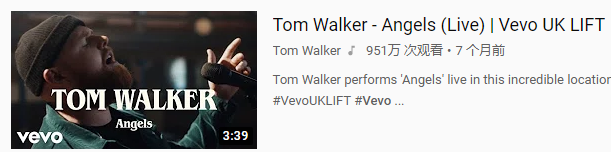 TOM WALKER
Angels
vevo
3:39
Tom Walker - Angels (Live) | Vevo UK LIFT
Tom Walker 951万 次观看 • 7 个月前
Tom Walker performs 'Angels' live in this incredible location
#VevoUKLIFT #Vevo ...